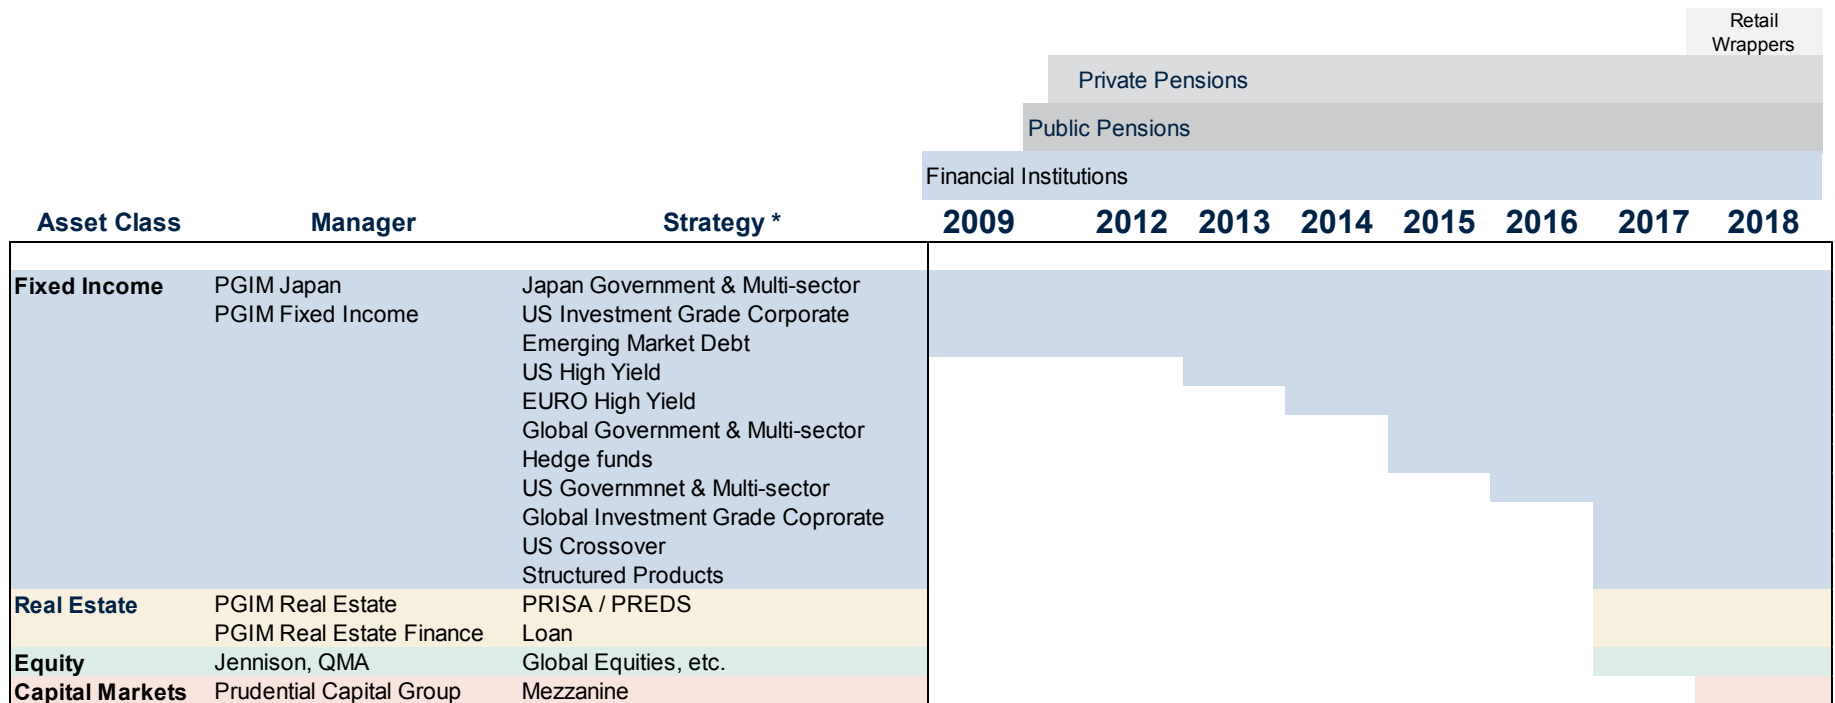 Retail
Wrappers
Private Pensions
Public Pensions
Financial Institutions
Asset Class Manager Strategy * 2009 2012 2013 2014 2015 2016 2017 2018
Fixed Income PGIM Japan Japan Government & Multi-sector
PGIM Fixed Income US Investment Grade Corporate
Emerging Market Debt
US High Yield
EURO High Yield
Global Government & Multi-sector
Hedge funds
US Governmnet & Multi-sector
Global Investment Grade Coprorate
US Crossover
Structured Products
Real Estate PGIM Real Estate PRISA / PREDS
PGIM Real Estate Finance Loan
Equity Jennison, QMA Global Equities, etc.
Capital Markets Prudential Capital Group Mezzanine